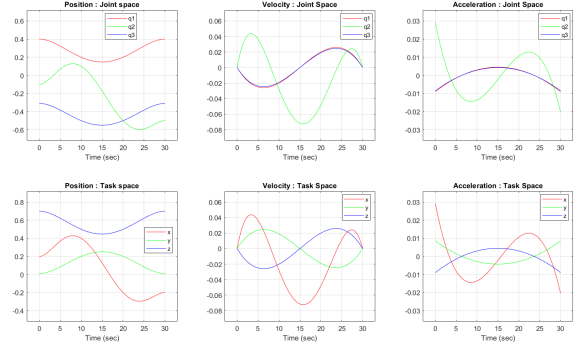 Position : Joint space
Velocity : Joint Space
Acceleration : Joint Space
0.8
0.6
0.4
0.2
0
-0.2
-0.4
-0.6
0 5 10 15 20 25 30
Time (sec)
q1
q2
q3
0.06
0.04
0.02
0
-0.02
-0.04
-0.06
-0.08
0 5 10 15 20 25 30
Time (sec)
q1
q2
q3
0.03
0.02
0.01
0
-0.01
-0.02
-0.03
0 5 10 15 20 25 30
Time (sec)
q1
q2
q3
Position : Task space
Velocity : Task Space
Acceleration : Task Space
0.8
0.6
0.4
0.2
0
-0.2
-0.4
0 5 10 15 20 25 30
Time (sec)
x
y
z
0.06
0.04
0.02
0
-0.02
-0.04
-0.06
-0.08
0 5 10 15 20 25 30
Time (sec)
x
y
z
0.03
0.02
0.01
0
-0.01
-0.02
-0.03
0 5 10 15 20 25 30
Time (sec)
x
y
z